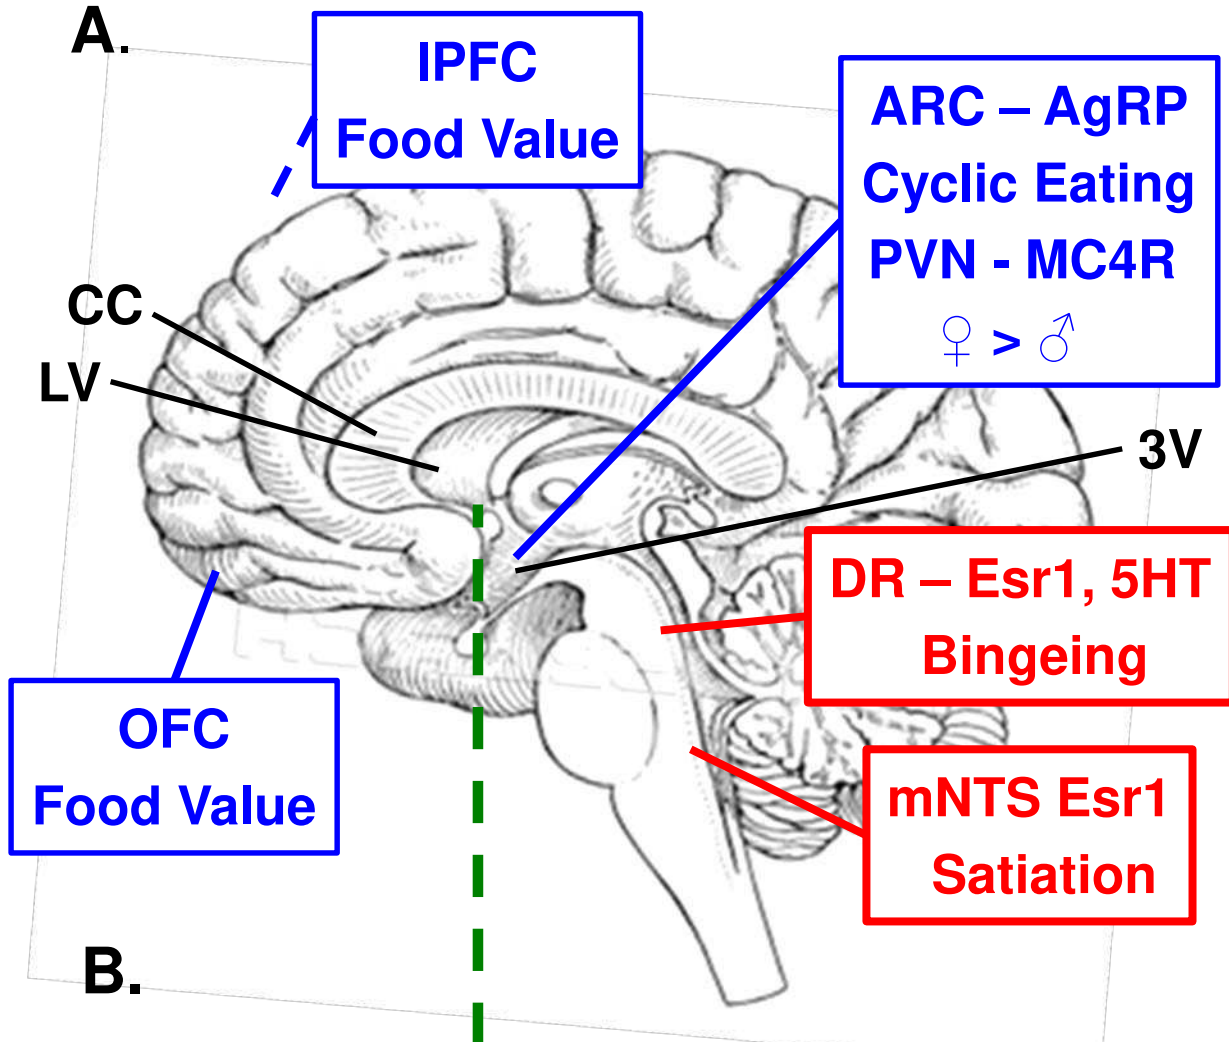 A.
IPFC
Food Value
ARC – AgRP
Cyclic Eating
PVN - MC4R
♀ > ♂
CC
LV
3V
DR – Esr1, 5HT
Bingeing
OFC
Food Value
mNTS Esr1
Satiation
B.